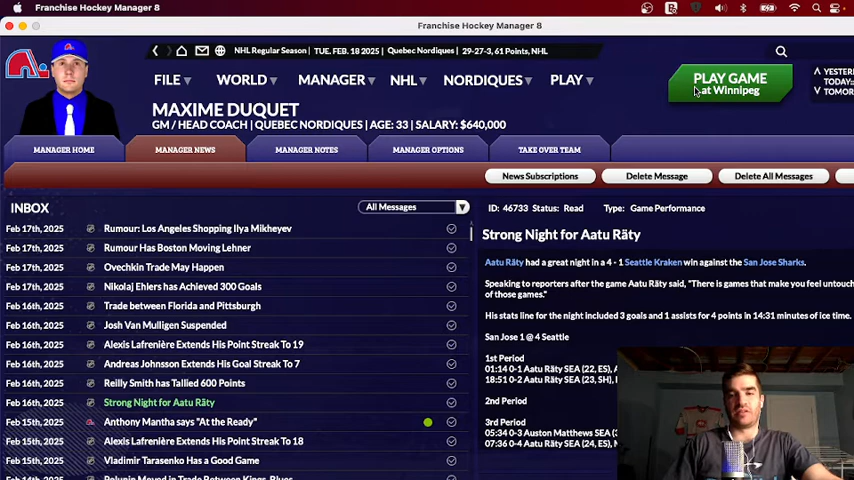 Franchise Hockey Manager 8
Franchise Hockey Manager 8
NHL Regular Season | TUE. FEB. 18 2025 | Quebec Nordiques | 29-27-3, 61 Points, NHL
FILE WORLD MANAGER NHL NORDIQUES PLAY
PLAY GAME
at Winnipeg
YESTER
TODAY:
TOMOR
MAXIME DUQUET
GM / HEAD COACH | QUEBEC NORDIQUES | AGE: 33 | SALARY: $640,000
MANAGER HOME MANAGER NEWS MANAGER NOTES MANAGER OPTIONS TAKE OVER TEAM
News Subscriptions Delete Message Delete All Messages
INBOX
All Messages
Feb 17th, 2025 Rumour: Los Angeles Shopping Ilya Mikheyev
Feb 17th, 2025 Rumour Has Boston Moving Lehner
Feb 17th, 2025 Ovechkin Trade May Happen
Feb 17th, 2025 Nikolaj Ehlers has Achieved 300 Goals
Feb 16th, 2025 Trade between Florida and Pittsburgh
Feb 16th, 2025 Josh Van Mulligen Suspended
Feb 16th, 2025 Alexis Lafrenière Extends His Point Streak To 19
Feb 16th, 2025 Andreas Johnsson Extends His Goal Streak To 7
Feb 16th, 2025 Reilly Smith has Tallied 600 Points
Feb 16th, 2025 Strong Night for Aatu Räty
Feb 15th, 2025 Anthony Mantha says "At the Ready"
Feb 15th, 2025 Alexis Lafrenière Extends His Point Streak To 18
Feb 15th, 2025 Vladimir Tarasenko Has a Good Game
ID: 46733 Status: Read Type: Game Performance
Strong Night for Aatu Räty
Aatu Räty had a great night in a 4 - 1 Seattle Kraken win against the San Jose Sharks.
Speaking to reporters after the game Aatu Räty said, "There is games that make you feel untouch
of those games."
His stats line for the night included 3 goals and 1 assists for 4 points in 14:31 minutes of ice time.
San Jose 1 @ 4 Seattle
1st Period
01:14 0-1 Aatu Räty SEA (22, ES),
18:51 0-2 Aatu Räty SEA (23, SH),
2nd Period
3rd Period
05:34 0-3 Auston Matthews SEA
07:36 0-4 Aatu Räty SEA (24, ES),